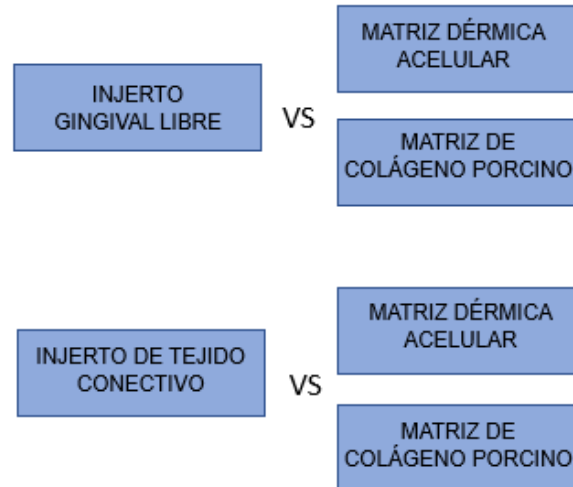 INJERTO
GINGIVAL LIBRE
VS
MATRIZ DÉRMICA
ACELULAR
MATRIZ DE
COLÁGENO PORCINO
INJERTO DE TEJIDO
CONECTIVO
VS
MATRIZ DÉRMICA
ACELULAR
MATRIZ DE
COLÁGENO PORCINO